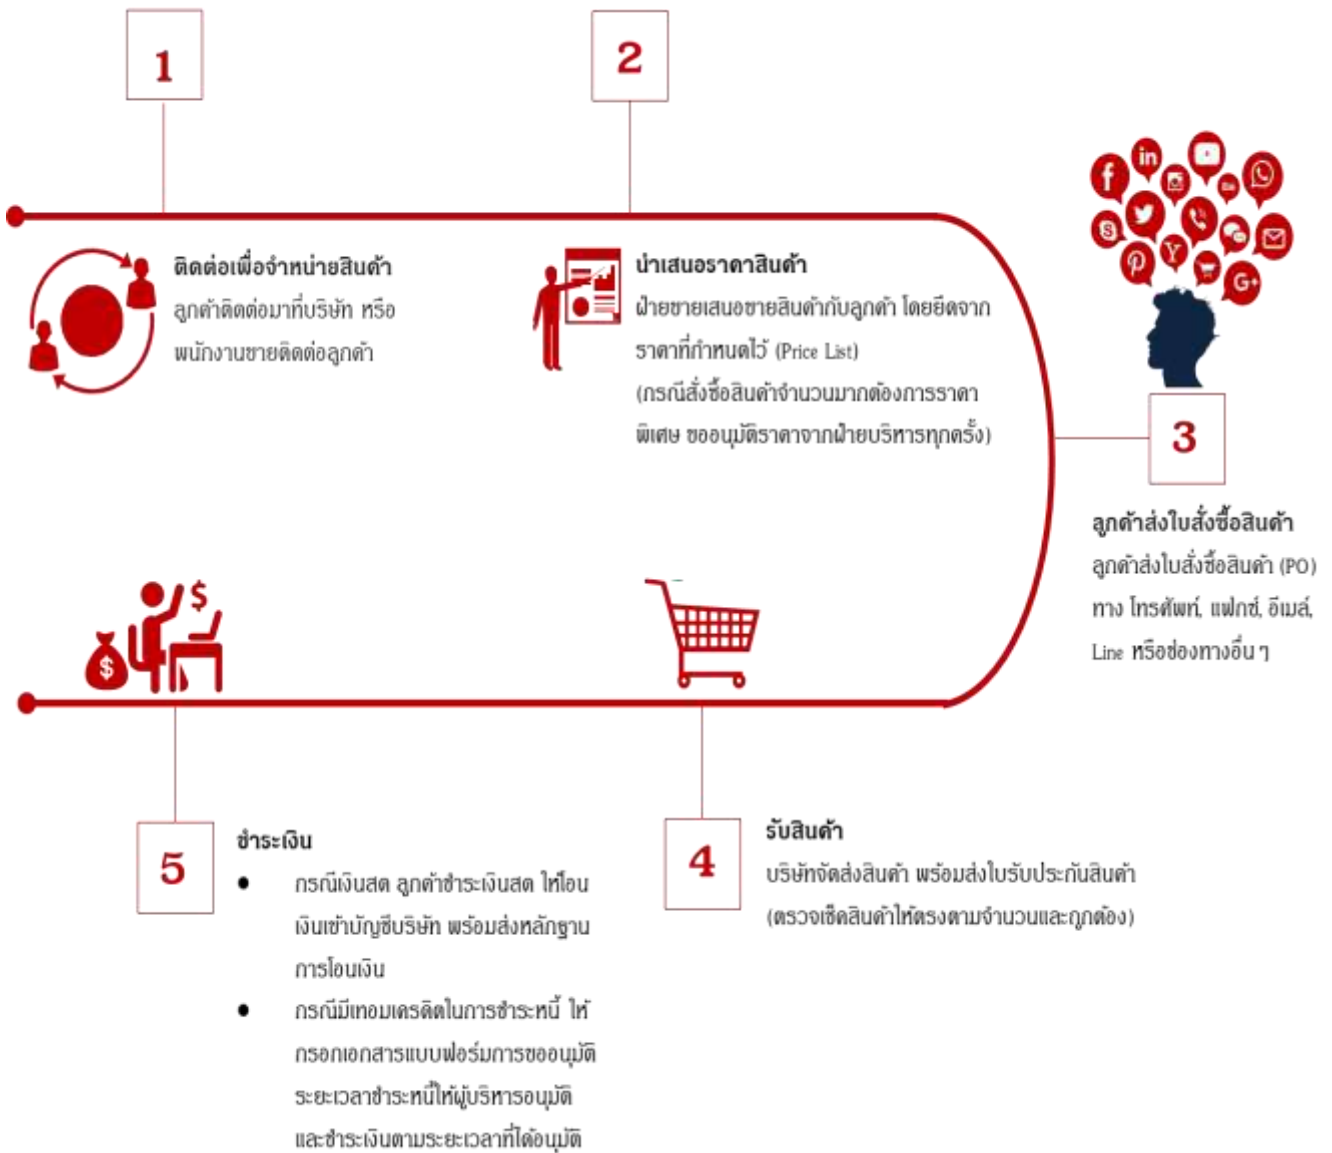 1
ติดต่อเพื่อจำหน่ายสินค้า
ลูกค้าติดต่อมาที่บริษัท หรือ
พนักงานขายติดต่อลูกค้า
2
นำเสนอราคาสินค้า
ฝ่ายขายเสนอขายสินค้ากับลูกค้า โดยยึดจาก
ราคาที่กำหนดไว้ (Price List)
(กรณีสั่งซื้อสินค้าจำนวนมากต้องการราคา
พิเศษ ขออนุมัติราคาจากฝ่ายบริหารทุกครั้ง)
3
ลูกค้าส่งใบสั่งซื้อสินค้า
ลูกค้าส่งใบสั่งซื้อสินค้า (PO)
ทาง โทรศัพท์, แฟกซ์, อีเมล์,
Line หรือช่องทางอื่น ๆ
4
รับสินค้า
บริษัทจัดส่งสินค้า พร้อมส่งใบรับประกันสินค้า
(ตรวจเช็คสินค้าให้ตรงตามจำนวนและถูกต้อง)
5
ชำระเงิน
● กรณีเงินสด ลูกค้าชำระเงินสด ให้โอน
เงินเข้าบัญชีบริษัท พร้อมส่งหลักฐาน
การโอนเงิน
● กรณีมีเทอมเครดิตในการชำระหนี้ ให้
กรอกเอกสารแบบฟอร์มการขออนุมัติ
ระยะเวลาชำระหนี้ให้ผู้บริหารอนุมัติ
และชำระเงินตามระยะเวลาที่ได้อนุมัติ